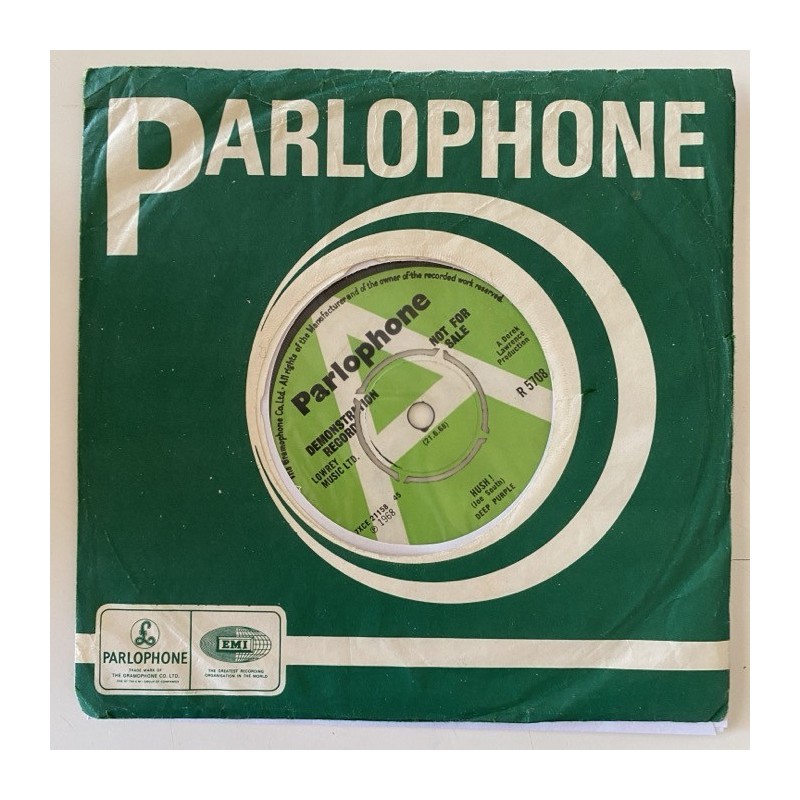 PARLOPHONE
The Gramophone Co. Ltd. · All rights of the Manufacturer and of the owner of the recorded work reserved.
Parlophone
NOT FOR
SALE
DEMONSTRATION
RECORD
A Derek
Lawrence
Production
R 5708
LOWREY
MUSIC LTD.
(21.6.68)
7XCE 21158 45
℗ 1968
HUSH!
(Joe South)
DEEP PURPLE
£
PARLOPHONE
TRADE MARK OF
THE GRAMOPHONE CO. LTD.
EMI
THE GREATEST RECORDING
ORGANISATION IN THE WORLD